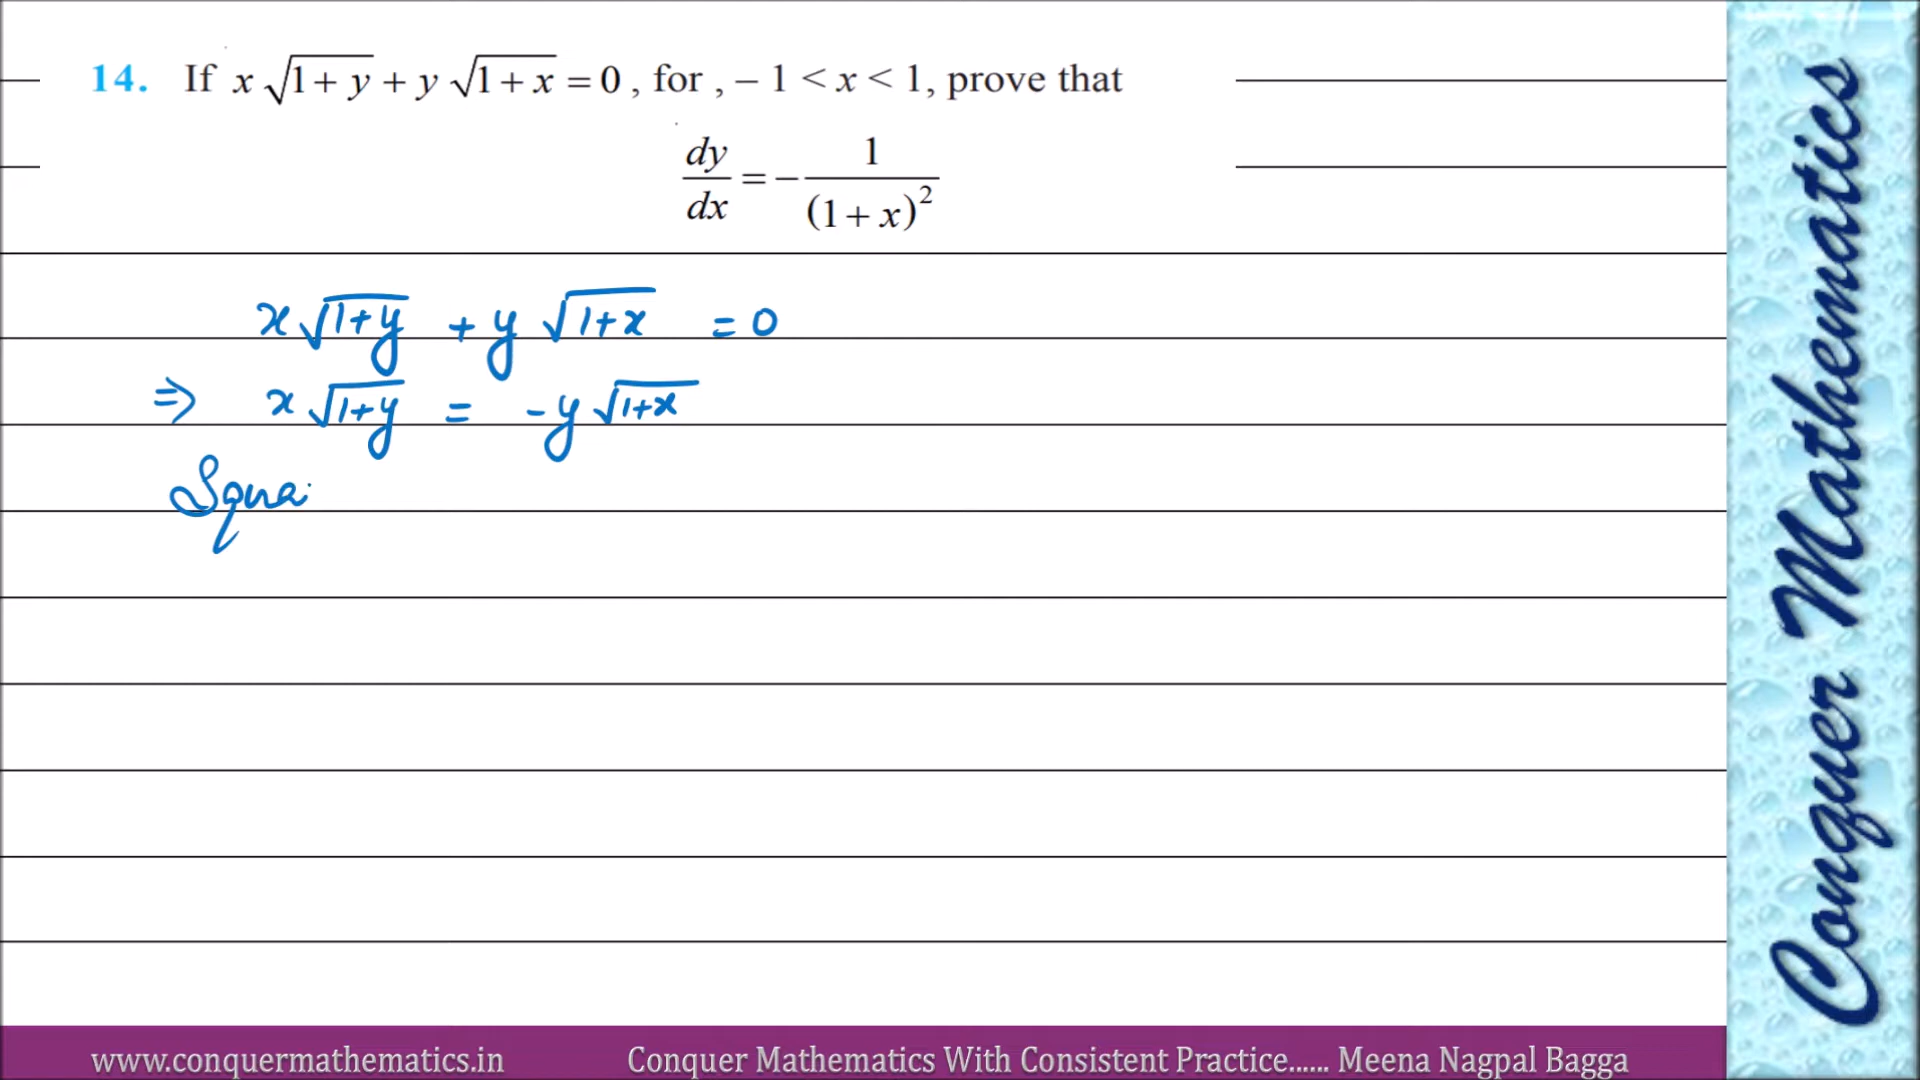 14. If x √(1 + y) + y √(1 + x) = 0 , for , – 1 < x < 1, prove that
dy/dx = – 1/(1 + x)²
x √(1+y) + y √(1+x) = 0
⇒ x √(1+y) = -y √(1+x)
Squa
Conquer Mathematics
www.conquermathematics.in
Conquer Mathematics With Consistent Practice...... Meena Nagpal Bagga